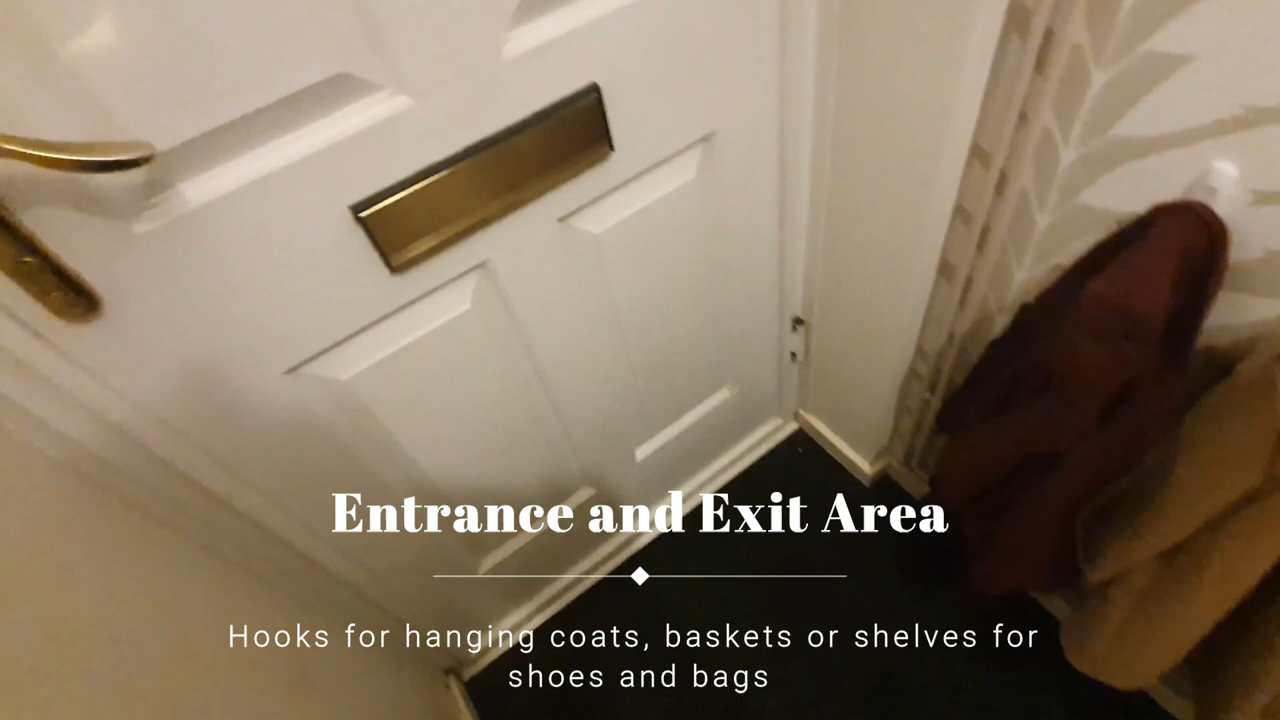 Entrance and Exit Area
Hooks for hanging coats, baskets or shelves for
shoes and bags